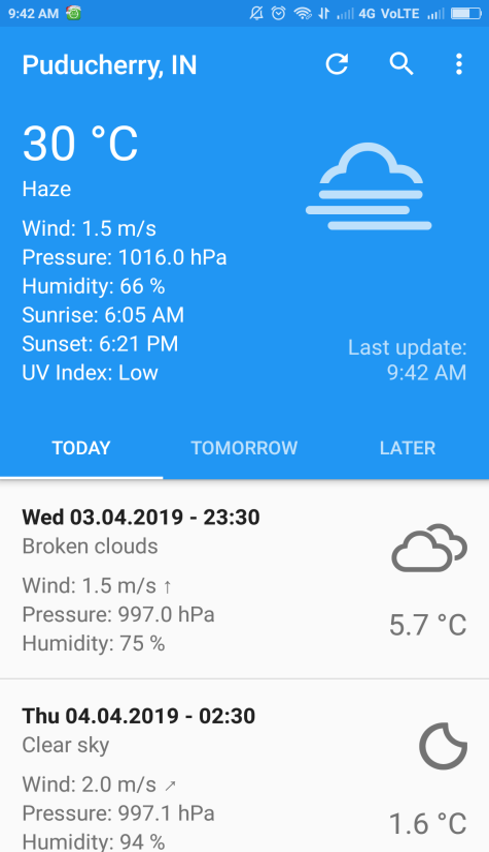 9:42 AM 4G VoLTE
Puducherry, IN
30 °C
Haze
Wind: 1.5 m/s
Pressure: 1016.0 hPa
Humidity: 66 %
Sunrise: 6:05 AM
Sunset: 6:21 PM
UV Index: Low
Last update:
9:42 AM
TODAY TOMORROW LATER
Wed 03.04.2019 - 23:30
Broken clouds
Wind: 1.5 m/s ↑
Pressure: 997.0 hPa
Humidity: 75 %
5.7 °C
Thu 04.04.2019 - 02:30
Clear sky
Wind: 2.0 m/s ↗
Pressure: 997.1 hPa
Humidity: 94 %
1.6 °C